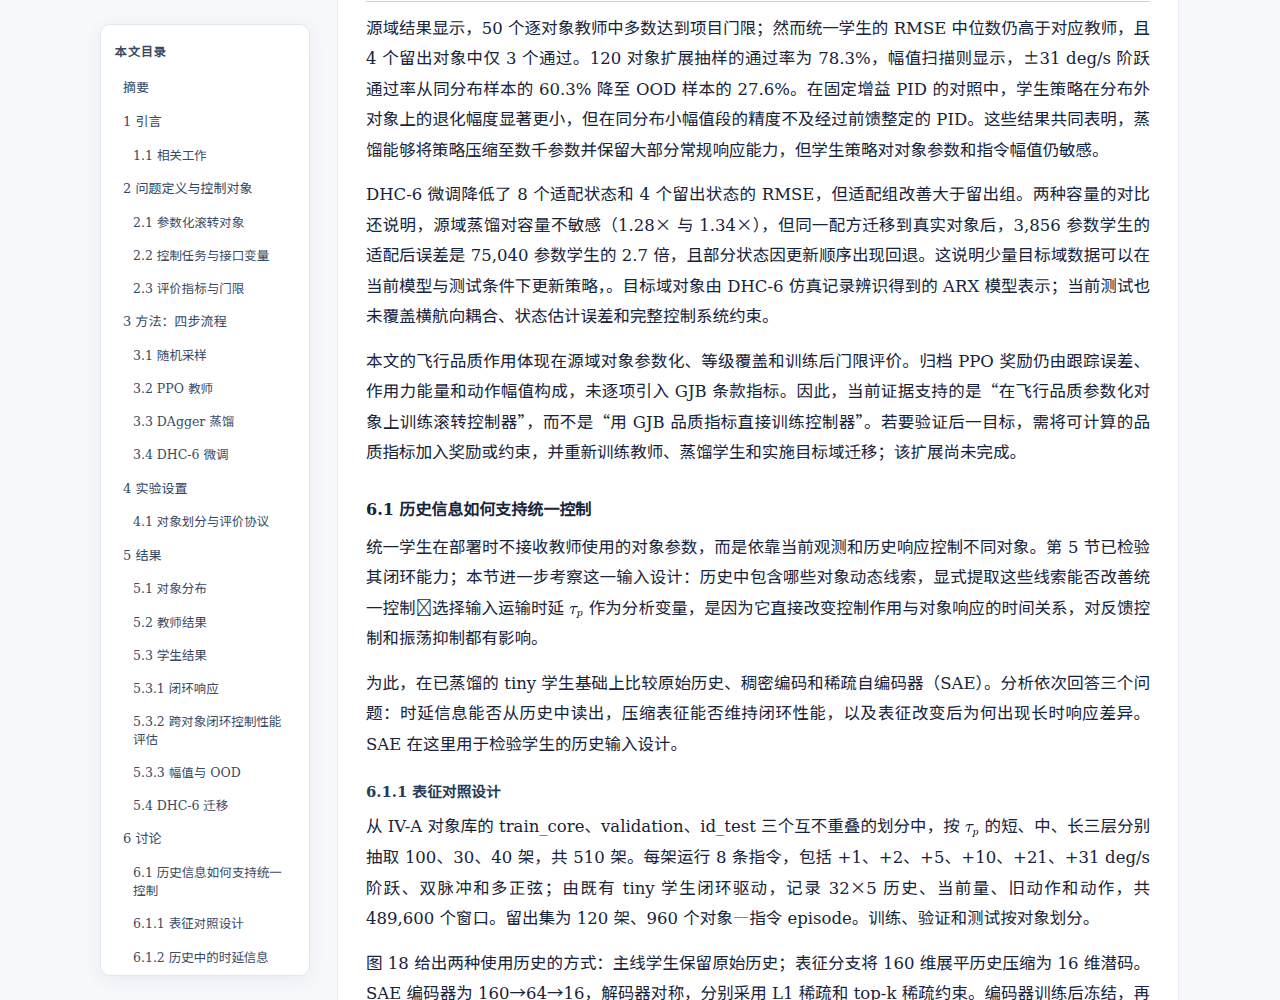 本文目录
摘要
1 引言
1.1 相关工作
2 问题定义与控制对象
2.1 参数化滚转对象
2.2 控制任务与接口变量
2.3 评价指标与门限
3 方法：四步流程
3.1 随机采样
3.2 PPO 教师
3.3 DAgger 蒸馏
3.4 DHC-6 微调
4 实验设置
4.1 对象划分与评价协议
5 结果
5.1 对象分布
5.2 教师结果
5.3 学生结果
5.3.1 闭环响应
5.3.2 跨对象闭环控制性能
评估
5.3.3 幅值与 OOD
5.4 DHC-6 迁移
6 讨论
6.1 历史信息如何支持统一
控制
6.1.1 表征对照设计
6.1.2 历史中的时延信息
源域结果显示，50 个逐对象教师中多数达到项目门限；然而统一学生的 RMSE 中位数仍高于对应教师，且
4 个留出对象中仅 3 个通过。120 对象扩展抽样的通过率为 78.3%，幅值扫描则显示，±31 deg/s 阶跃
通过率从同分布样本的 60.3% 降至 OOD 样本的 27.6%。在固定增益 PID 的对照中，学生策略在分布外
对象上的退化幅度显著更小，但在同分布小幅值段的精度不及经过前馈整定的 PID。这些结果共同表明，蒸
馏能够将策略压缩至数千参数并保留大部分常规响应能力，但学生策略对对象参数和指令幅值仍敏感。
DHC-6 微调降低了 8 个适配状态和 4 个留出状态的 RMSE，但适配组改善大于留出组。两种容量的对比
还说明，源域蒸馏对容量不敏感（1.28× 与 1.34×），但同一配方迁移到真实对象后，3,856 参数学生的
适配后误差是 75,040 参数学生的 2.7 倍，且部分状态因更新顺序出现回退。这说明少量目标域数据可以在
当前模型与测试条件下更新策略，。目标域对象由 DHC-6 仿真记录辨识得到的 ARX 模型表示；当前测试也
未覆盖横航向耦合、状态估计误差和完整控制系统约束。
本文的飞行品质作用体现在源域对象参数化、等级覆盖和训练后门限评价。归档 PPO 奖励仍由跟踪误差、
作用力能量和动作幅值构成，未逐项引入 GJB 条款指标。因此，当前证据支持的是“在飞行品质参数化对
象上训练滚转控制器”，而不是“用 GJB 品质指标直接训练控制器”。若要验证后一目标，需将可计算的品
质指标加入奖励或约束，并重新训练教师、蒸馏学生和实施目标域迁移；该扩展尚未完成。
6.1 历史信息如何支持统一控制
统一学生在部署时不接收教师使用的对象参数，而是依靠当前观测和历史响应控制不同对象。第 5 节已检验
其闭环能力；本节进一步考察这一输入设计：历史中包含哪些对象动态线索，显式提取这些线索能否改善统
一控制选择输入运输时延 τp 作为分析变量，是因为它直接改变控制作用与对象响应的时间关系，对反馈控
制和振荡抑制都有影响。
为此，在已蒸馏的 tiny 学生基础上比较原始历史、稠密编码和稀疏自编码器（SAE）。分析依次回答三个问
题：时延信息能否从历史中读出，压缩表征能否维持闭环性能，以及表征改变后为何出现长时响应差异。
SAE 在这里用于检验学生的历史输入设计。
6.1.1 表征对照设计
从 IV-A 对象库的 train_core、validation、id_test 三个互不重叠的划分中，按 τp 的短、中、长三层分别
抽取 100、30、40 架，共 510 架。每架运行 8 条指令，包括 +1、+2、+5、+10、+21、+31 deg/s
阶跃、双脉冲和多正弦；由既有 tiny 学生闭环驱动，记录 32×5 历史、当前量、旧动作和动作，共
489,600 个窗口。留出集为 120 架、960 个对象—指令 episode。训练、验证和测试按对象划分。
图 18 给出两种使用历史的方式：主线学生保留原始历史；表征分支将 160 维展平历史压缩为 16 维潜码。
SAE 编码器为 160→64→16，解码器对称，分别采用 L1 稀疏和 top-k 稀疏约束。编码器训练后冻结，再